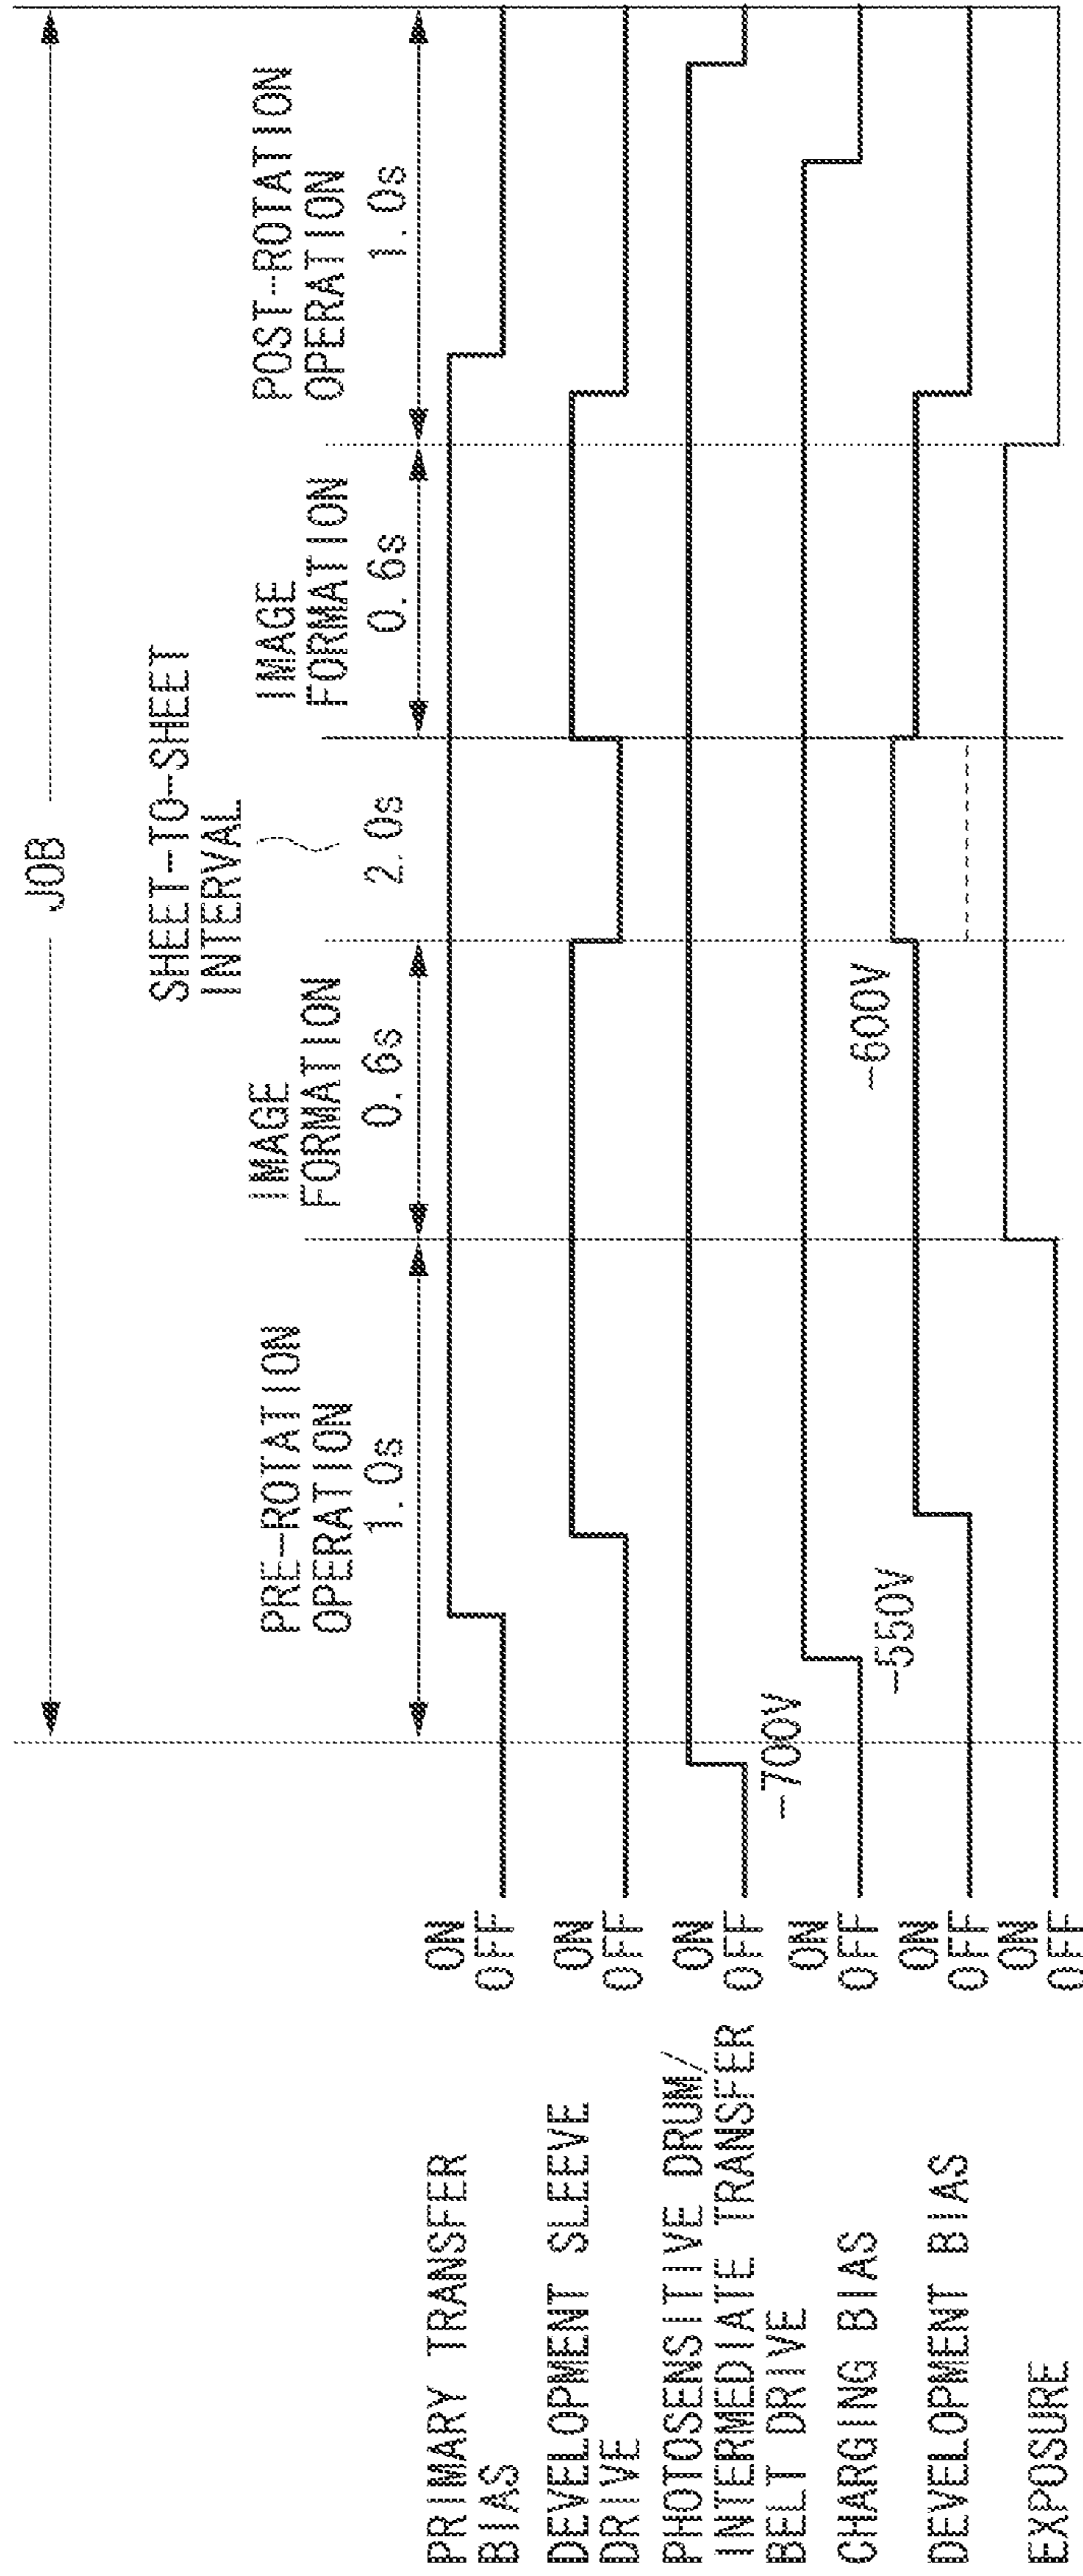 JOB
SHEET-TO-SHEET
INTERVAL
PRE-ROTATION
OPERATION
1.0s
IMAGE
FORMATION
0.6s
2.0s
IMAGE
FORMATION
0.6s
POST-ROTATION
OPERATION
1.0s
PRIMARY TRANSFER
BIAS
ON
OFF
DEVELOPMENT SLEEVE
DRIVE
ON
OFF
PHOTOSENSITIVE DRUM/
INTERMEDIATE TRANSFER
BELT DRIVE
ON
OFF
-700V
CHARGING BIAS
ON
OFF
-550V
-600V
DEVELOPMENT BIAS
ON
OFF
EXPOSURE
ON
OFF